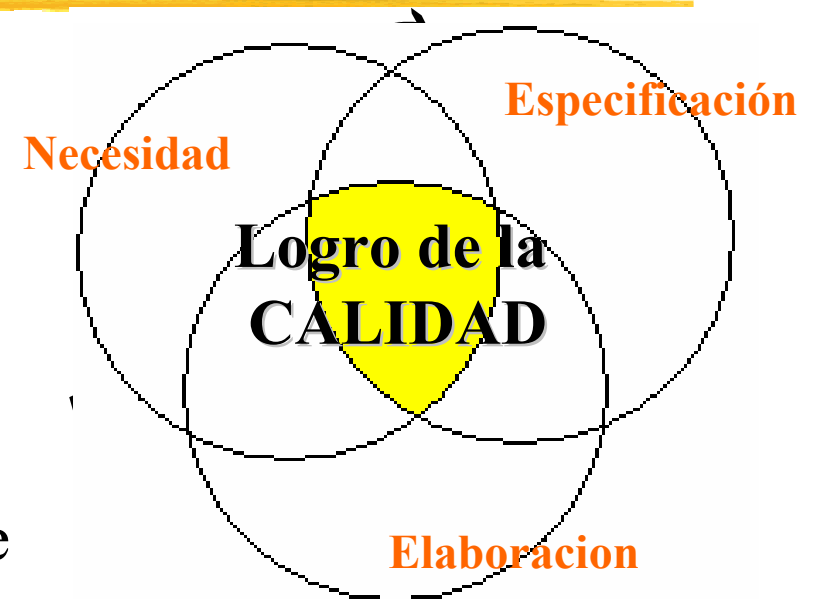 Especificación
Necesidad
Logro de la
CALIDAD
e
Elaboracion